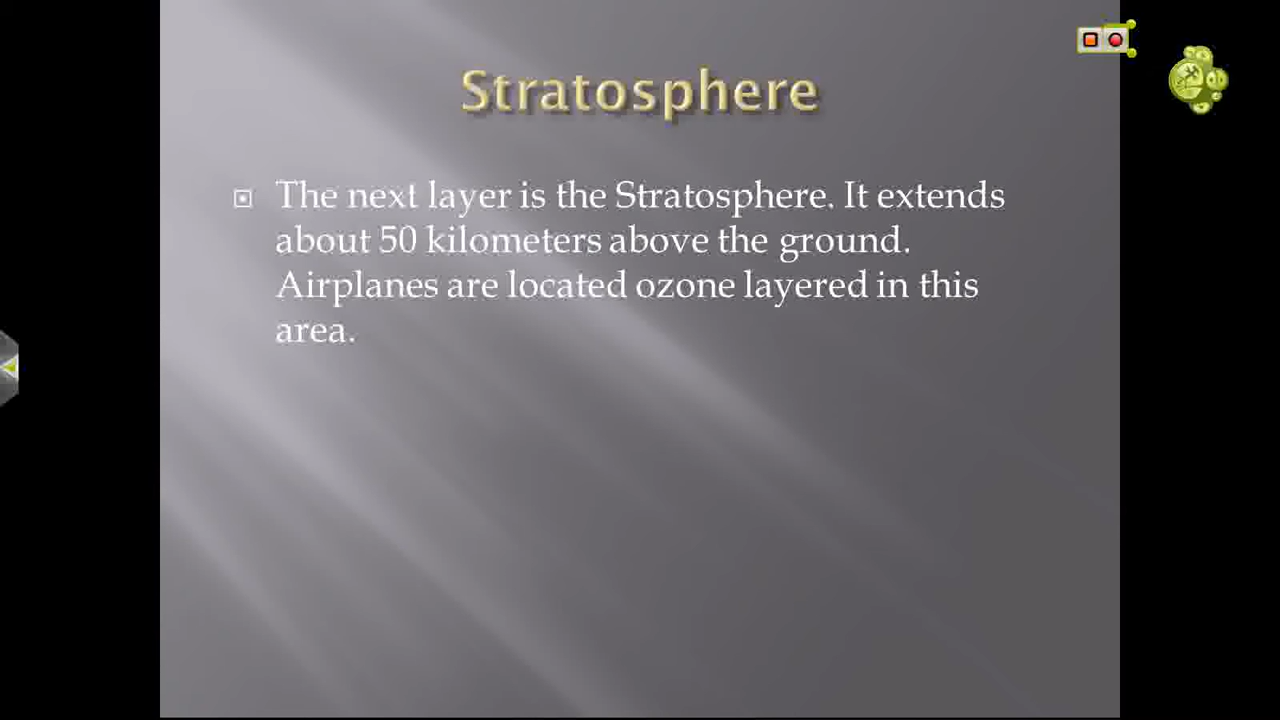 Stratosphere
The next layer is the Stratosphere. It extends
about 50 kilometers above the ground.
Airplanes are located ozone layered in this
area.